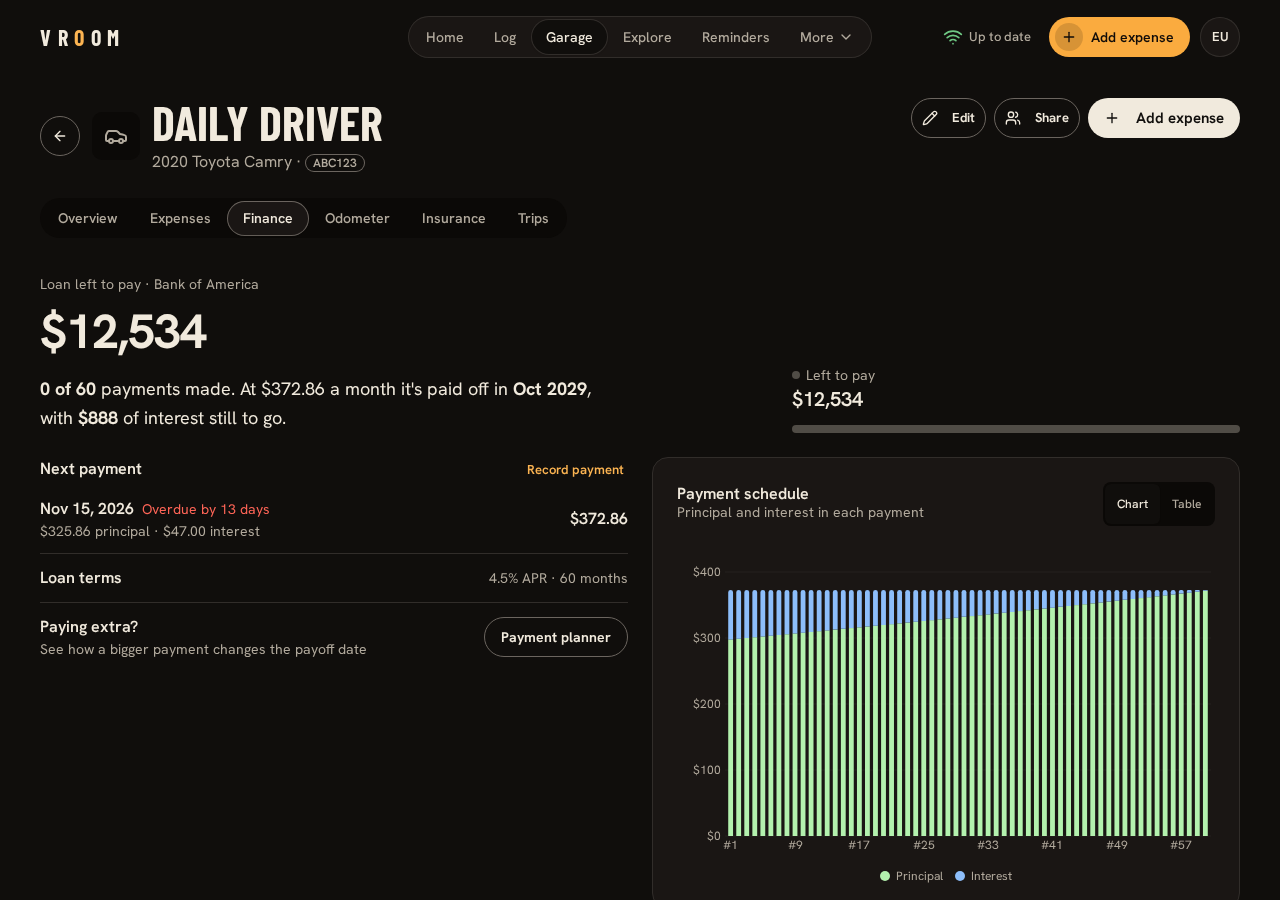 VROOM
Home Log Garage Explore Reminders More
Up to date
Add expense
EU
DAILY DRIVER
2020 Toyota Camry · ABC123
Edit
Share
Add expense
Overview Expenses Finance Odometer Insurance Trips
Loan left to pay · Bank of America
$12,534
0 of 60 payments made. At $372.86 a month it's paid off in Oct 2029,
with $888 of interest still to go.
Left to pay
$12,534
Next payment
Record payment
Nov 15, 2026 Overdue by 13 days
$325.86 principal · $47.00 interest
$372.86
Loan terms
4.5% APR · 60 months
Paying extra?
See how a bigger payment changes the payoff date
Payment planner
Payment schedule
Principal and interest in each payment
Chart Table
$400
$300
$200
$100
$0
#1 #9 #17 #25 #33 #41 #49 #57
Principal Interest